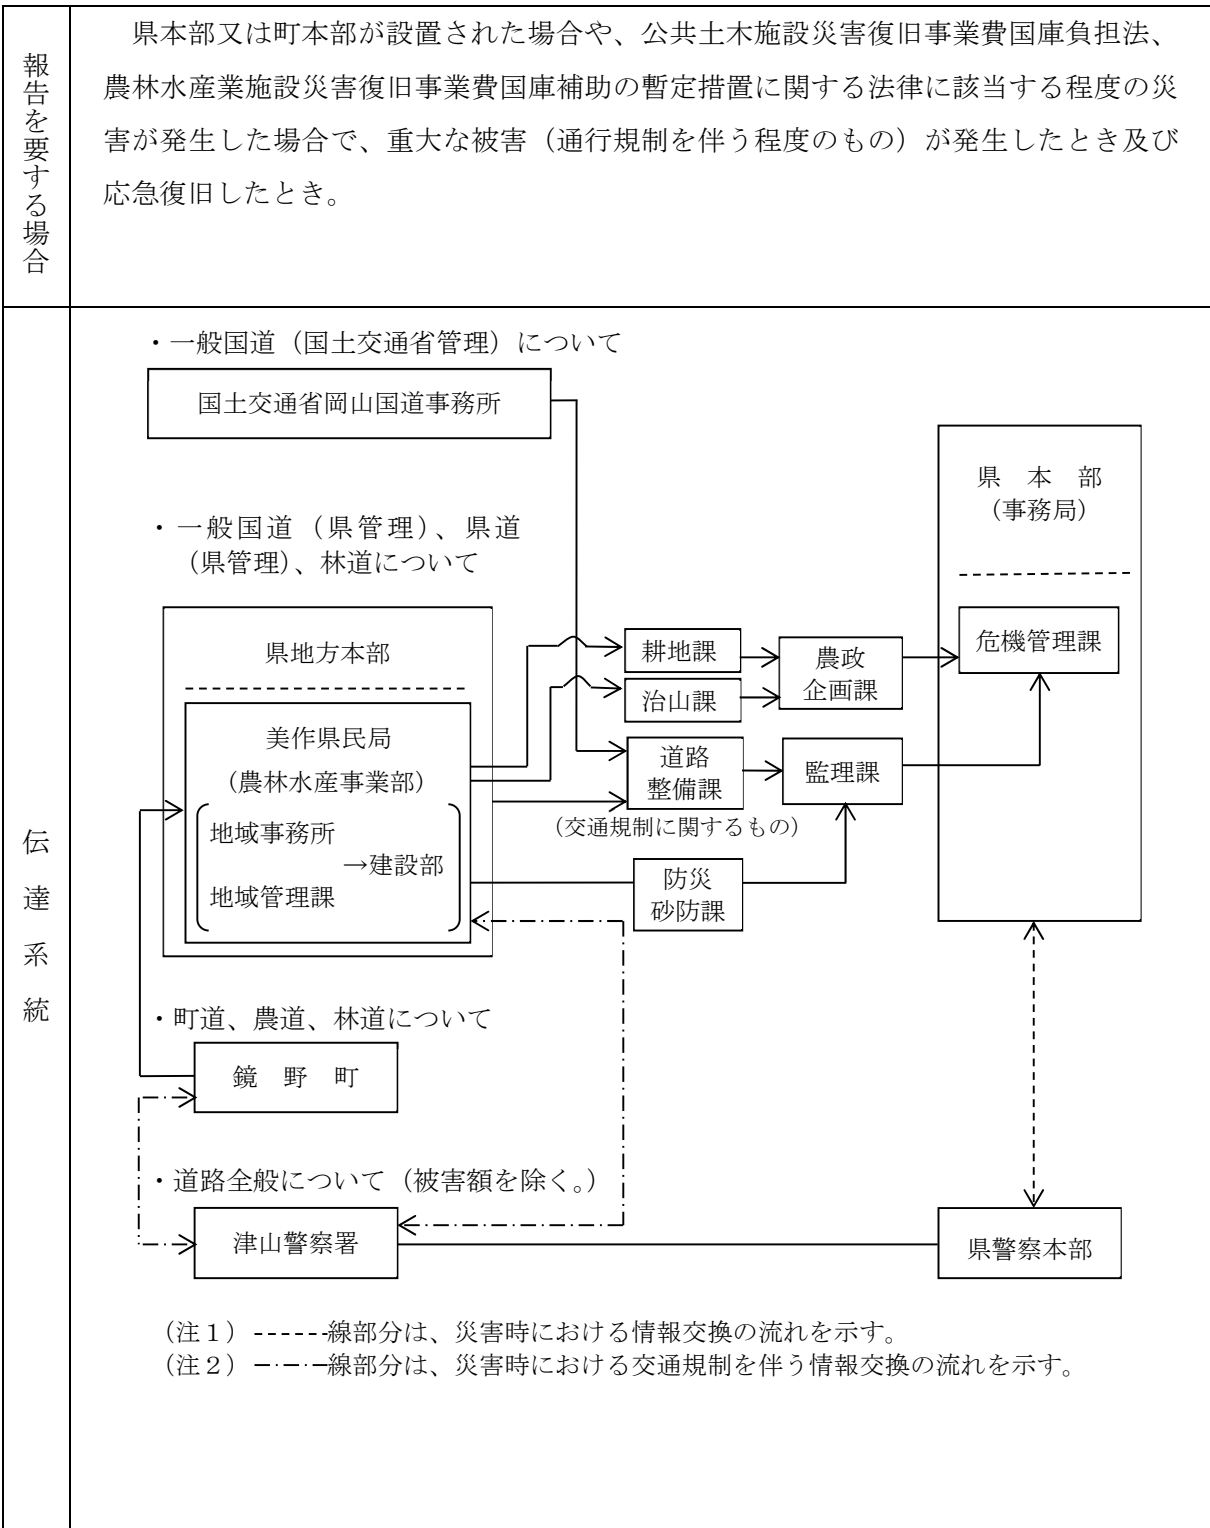 報告を要する場合
県本部又は町本部が設置された場合や、公共土木施設災害復旧事業費国庫負担法、
農林水産業施設災害復旧事業費国庫補助の暫定措置に関する法律に該当する程度の災
害が発生した場合で、重大な被害（通行規制を伴う程度のもの）が発生したとき及び
応急復旧したとき。
伝達系統
・一般国道（国土交通省管理）について
国土交通省岡山国道事務所
・一般国道（県管理）、県道
（県管理）、林道について
県地方本部
美作県民局
（農林水産事業部）
地域事務所
→建設部
地域管理課
耕地課
治山課
農政
企画課
道路
整備課
監理課
（交通規制に関するもの）
防災
砂防課
県　本　部
（事務局）
危機管理課
・町道、農道、林道について
鏡　野　町
・道路全般について（被害額を除く。）
津山警察署
県警察本部
（注１）------線部分は、災害時における情報交換の流れを示す。
（注２）―･―･―線部分は、災害時における交通規制を伴う情報交換の流れを示す。